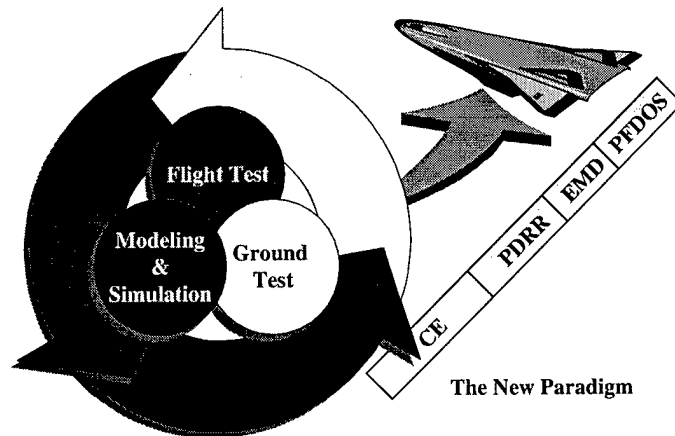 Flight Test
Modeling
&
Simulation
Ground
Test
CE
PDRR
EMD
PFDOS
The New Paradigm